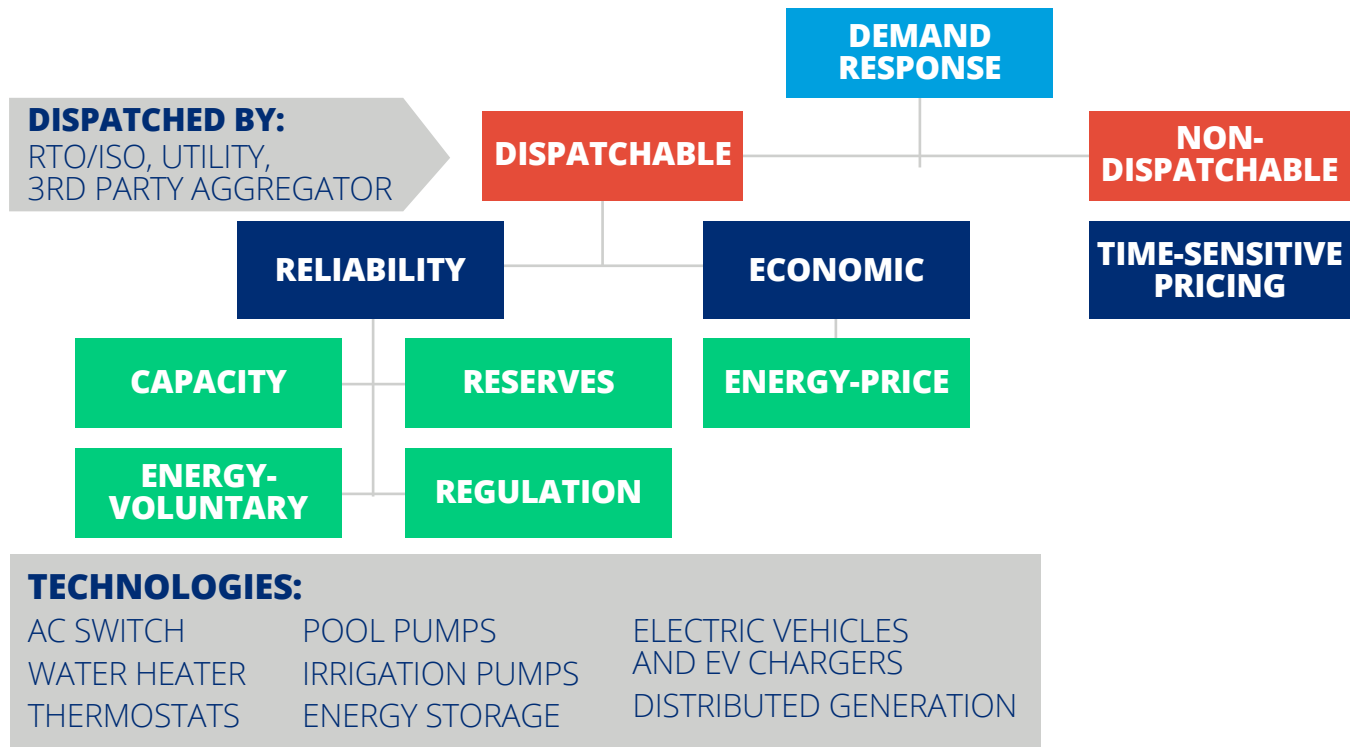 DEMAND
RESPONSE
DISPATCHED BY:
RTO/ISO, UTILITY,
3RD PARTY AGGREGATOR
DISPATCHABLE
NON-
DISPATCHABLE
RELIABILITY
ECONOMIC
TIME-SENSITIVE
PRICING
CAPACITY
RESERVES
ENERGY-PRICE
ENERGY-
VOLUNTARY
REGULATION
TECHNOLOGIES:
AC SWITCH
WATER HEATER
THERMOSTATS
POOL PUMPS
IRRIGATION PUMPS
ENERGY STORAGE
ELECTRIC VEHICLES
AND EV CHARGERS
DISTRIBUTED GENERATION